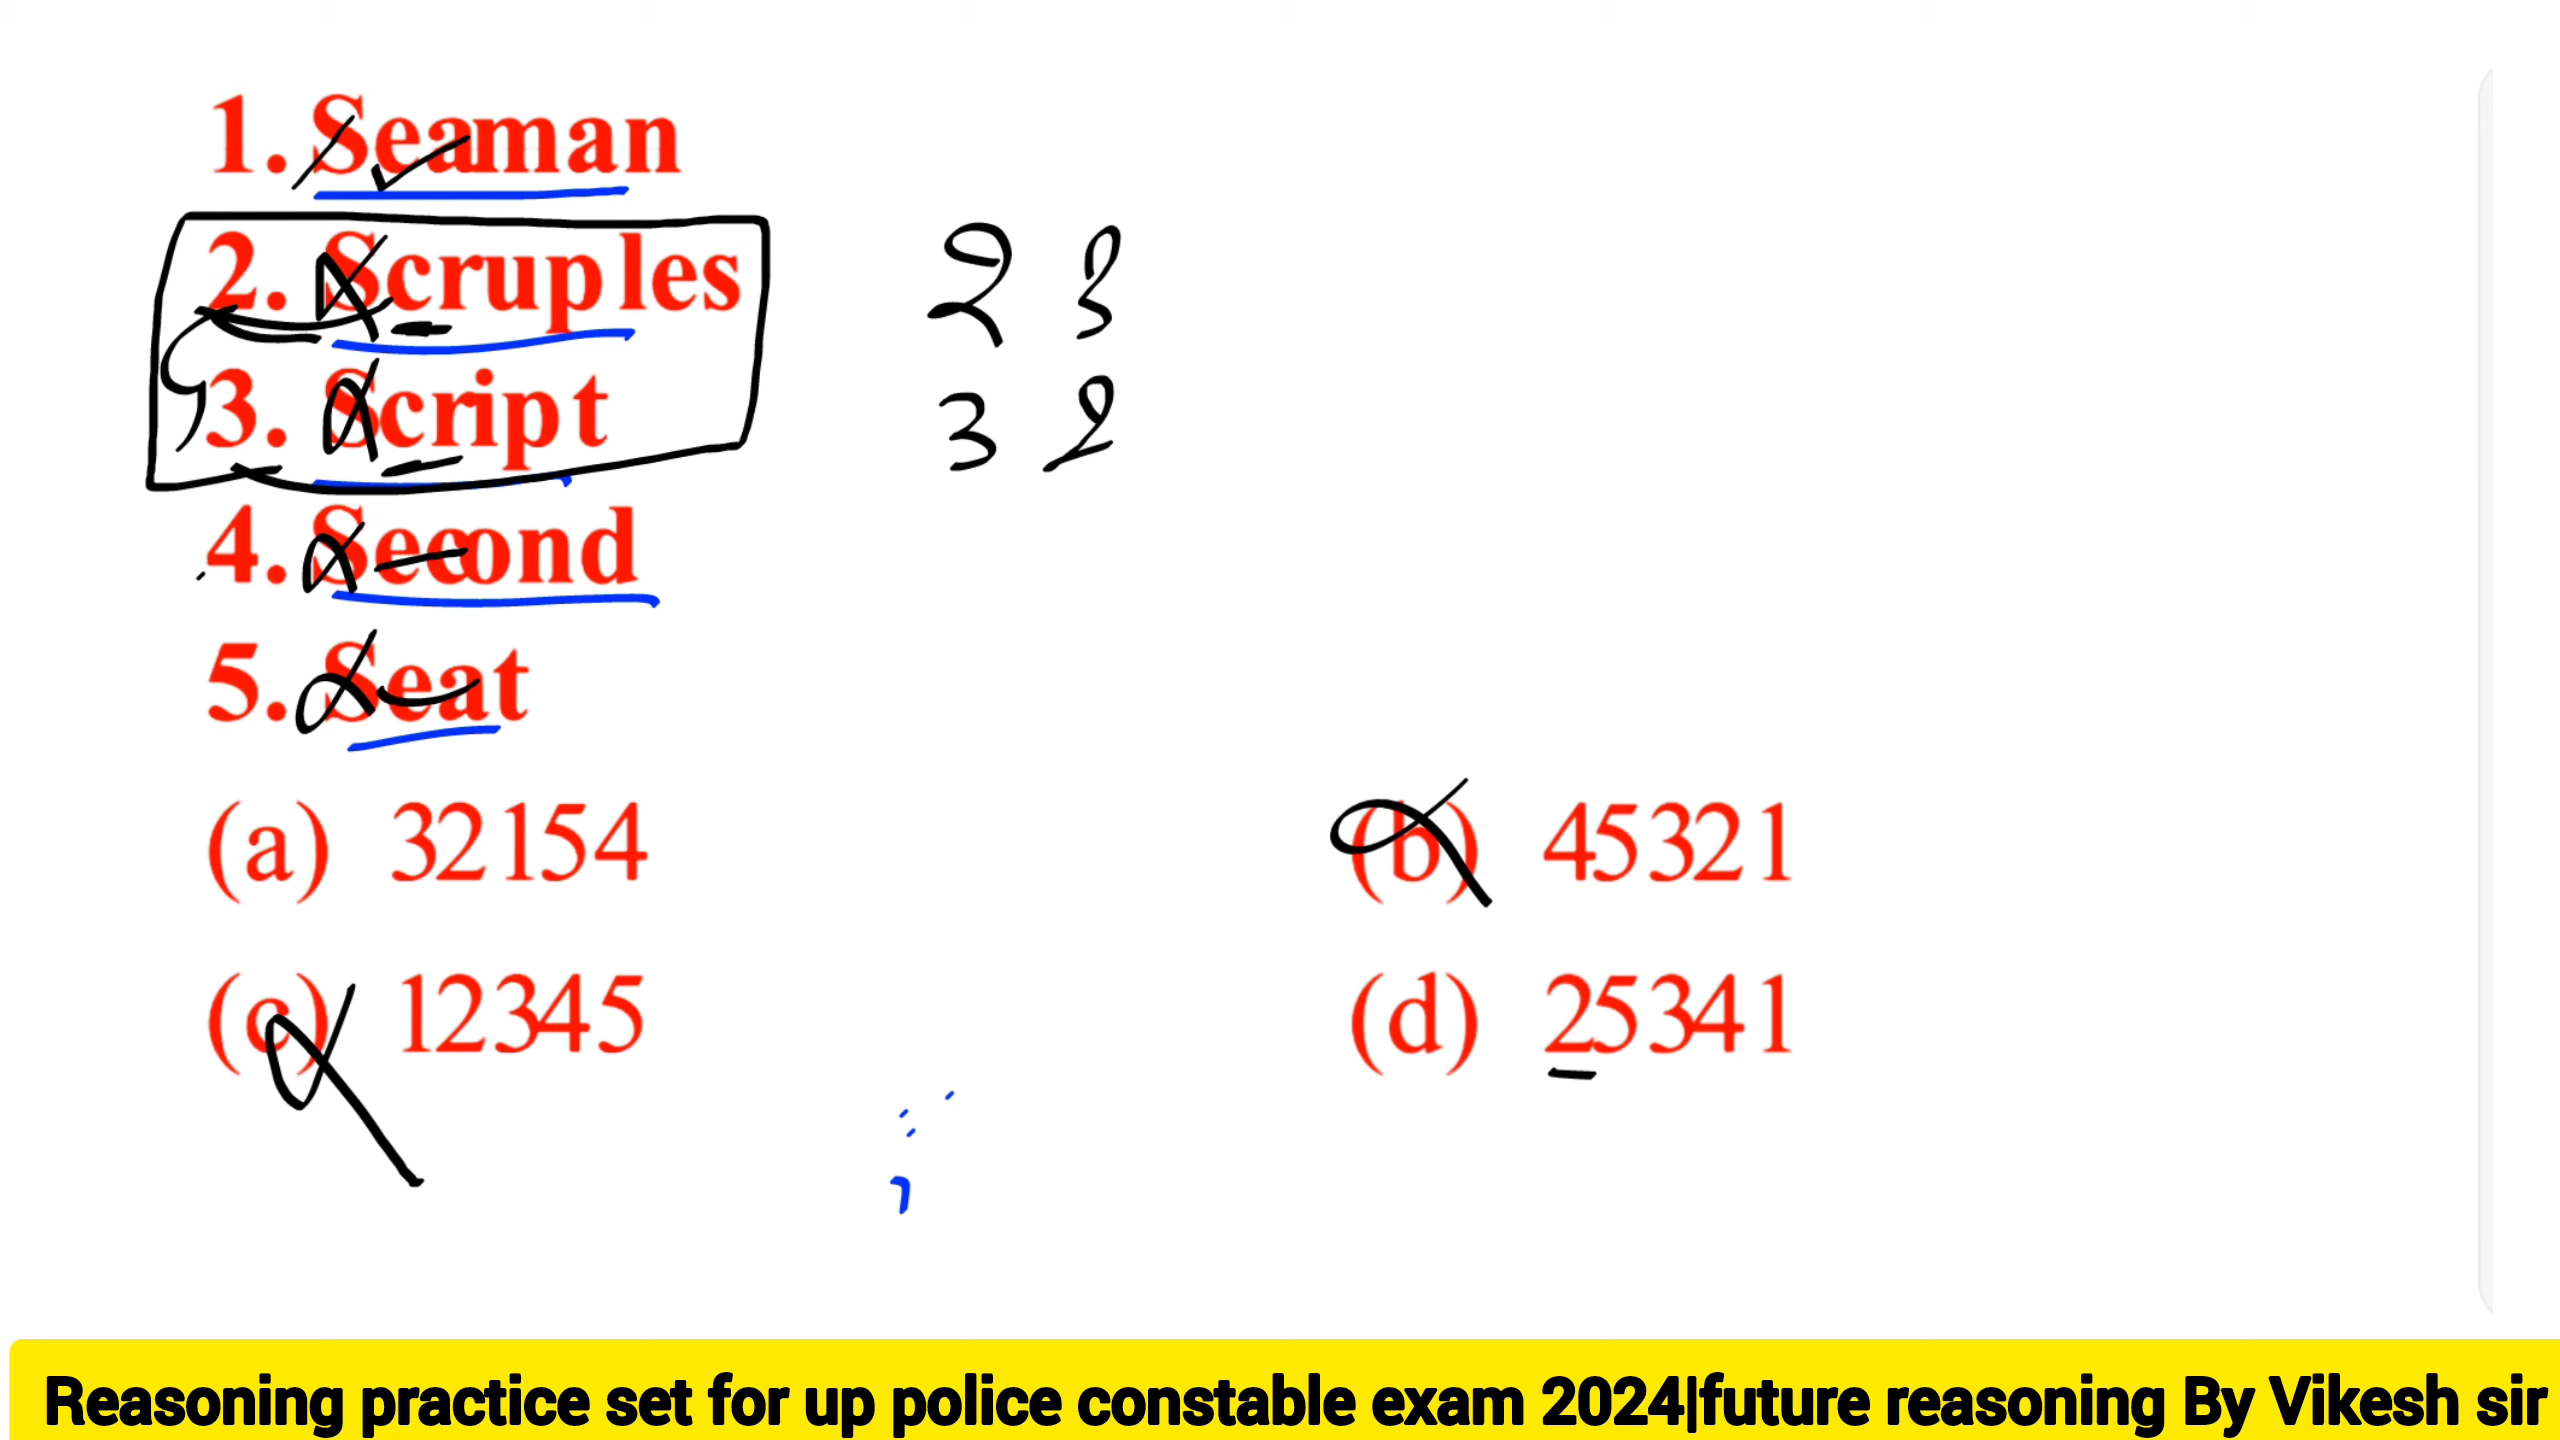 1. Seaman
2. Scruples
2 3
3. Script
3 2
4. Second
5. Seat
(a) 32154
(b) 45321
(c) 12345
(d) 25341
Reasoning practice set for up police constable exam 2024|future reasoning By Vikesh sir